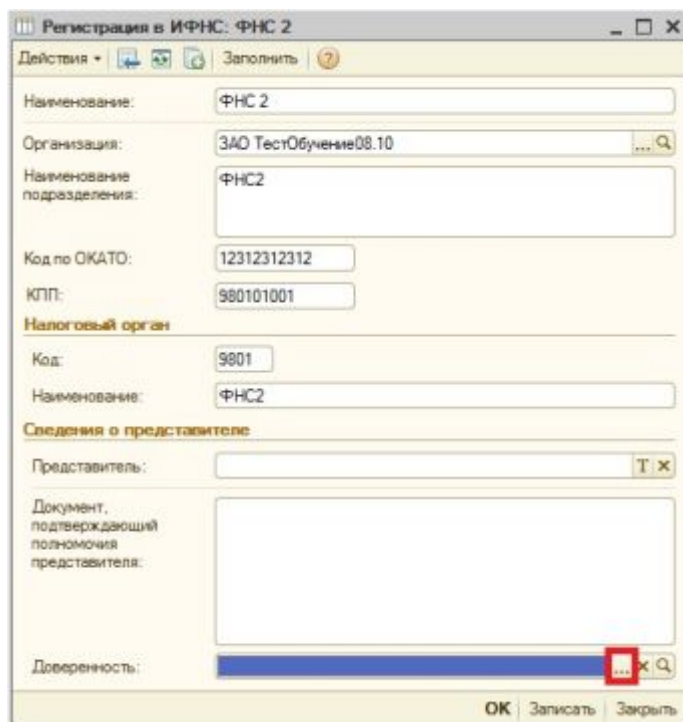 Регистрация в ИФНС: ФНС 2
Действия Заполнить ?
Наименование: ФНС 2
Организация: ЗАО ТестОбучение08.10 ...
Наименование подразделения: ФНС2
Код по ОКАТО: 12312312312
КПП: 980101001
Налоговый орган
Код: 9801
Наименование: ФНС2
Сведения о представителе
Представитель: T ×
Документ,
подтверждающий
полномочия
представителя:
Доверенность: ... ×
OK Записать Закрыть